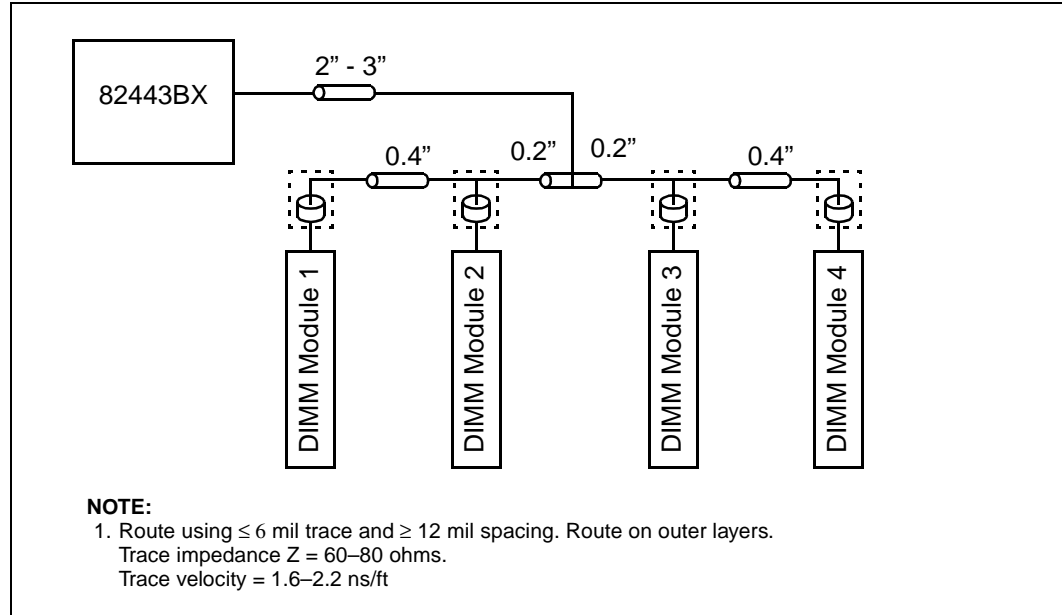 82443BX
2” - 3”
0.4”
0.2”
0.2”
0.4”
DIMM Module 1
DIMM Module 2
DIMM Module 3
DIMM Module 4
NOTE:
1. Route using ≤ 6 mil trace and ≥ 12 mil spacing. Route on outer layers.
Trace impedance Z = 60–80 ohms.
Trace velocity = 1.6–2.2 ns/ft